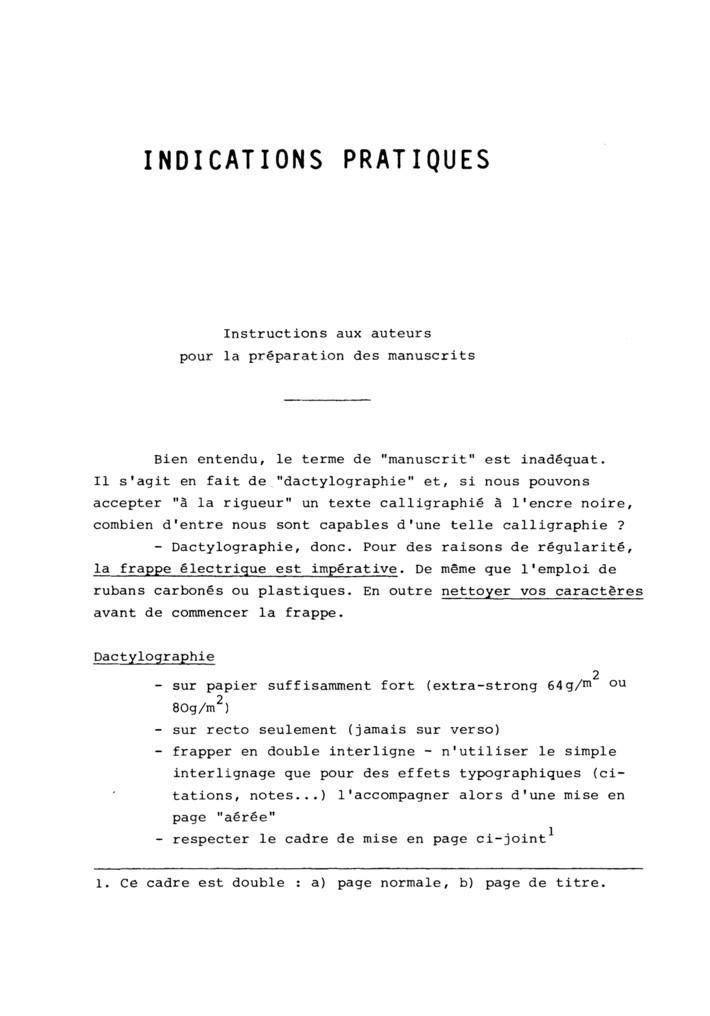 INDICATIONS PRATIQUES
Instructions aux auteurs
pour la préparation des manuscrits
Bien entendu, le terme de "manuscrit" est inadéquat.
Il s'agit en fait de "dactylographie" et, si nous pouvons
accepter "à la rigueur" un texte calligraphié à l'encre noire,
combien d'entre nous sont capables d'une telle calligraphie ?
- Dactylographie, donc. Pour des raisons de régularité,
la frappe électrique est impérative. De même que l'emploi de
rubans carbonés ou plastiques. En outre nettoyer vos caractères
avant de commencer la frappe.
Dactylographie
- sur papier suffisamment fort (extra-strong 64g/m² ou
80g/m²)
- sur recto seulement (jamais sur verso)
- frapper en double interligne - n'utiliser le simple
interlignage que pour des effets typographiques (ci-
tations, notes...) l'accompagner alors d'une mise en
page "aérée"
- respecter le cadre de mise en page ci-joint¹
1. Ce cadre est double : a) page normale, b) page de titre.